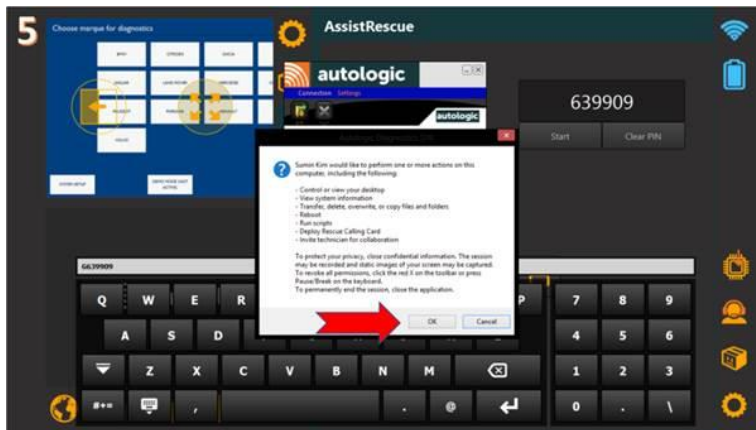 5
Choose marque for diagnostics
AssistRescue
autologic
Connection Settings
autologic
639909
Start
Clear PIN
Sumin Kim would like to perform one or more actions on this
computer, including the following:
- Control or view your desktop
- View system information
- Transfer, delete, overwrite, or copy files and folders
- Reboot
- Run scripts
- Deploy Rescue Calling Card
- Invite technician for collaboration
To protect your privacy, close confidential information. The session
may be recorded and static images of your screen may be captured.
To revoke all permissions, click the red X on the toolbar or press
Pause/Break on the keyboard.
To permanently end the session, close the application.
OK
Cancel
G639909
Q W E R P 7 8 9
A S D 4 5 6
Z X C V B N M 1 2 3
#+= , . @ 0 . \